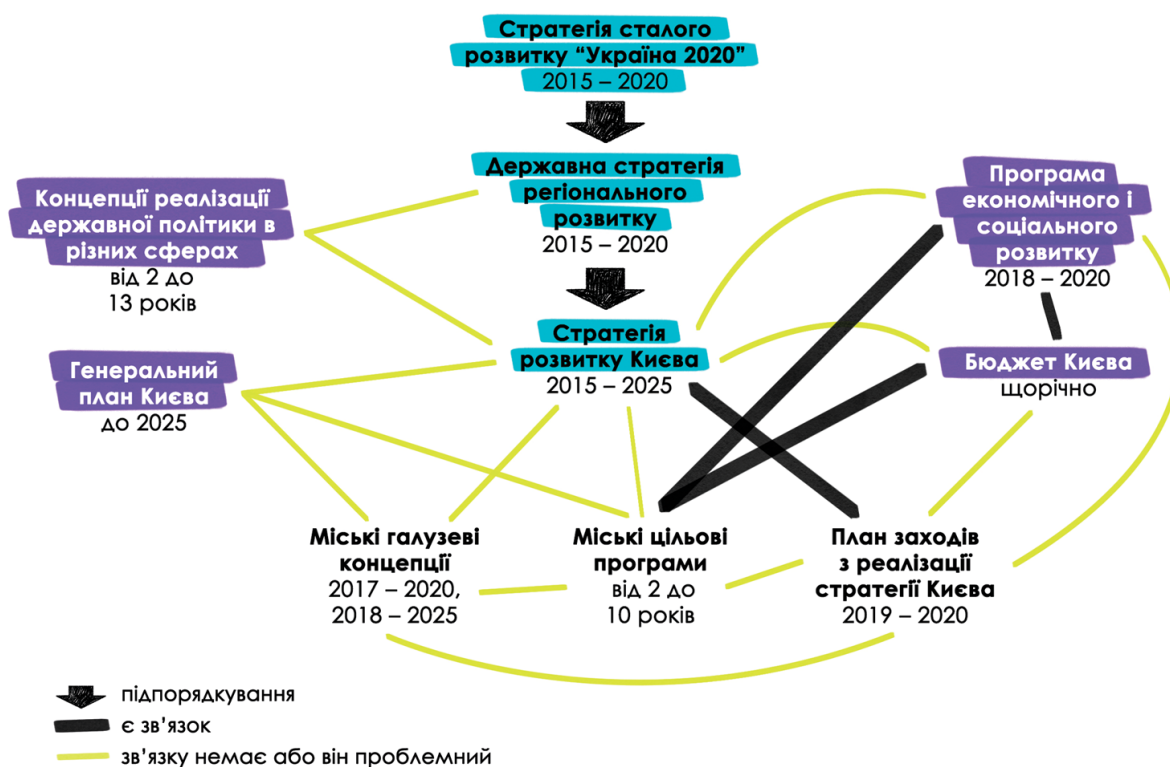 Стратегія сталого
розвитку “Україна 2020”
2015 – 2020
Державна стратегія
регіонального
розвитку
2015 – 2020
Концепції реалізації
державної політики в
різних сферах
від 2 до
13 років
Програма
економічного і
соціального
розвитку
2018 – 2020
Стратегія
розвитку Києва
2015 – 2025
Генеральний
план Києва
до 2025
Бюджет Києва
щорічно
Міські галузеві
концепції
2017 – 2020,
2018 – 2025
Міські цільові
програми
від 2 до
10 років
План заходів
з реалізації
стратегії Києва
2019 – 2020
підпорядкування
є зв’язок
зв’язку немає або він проблемний